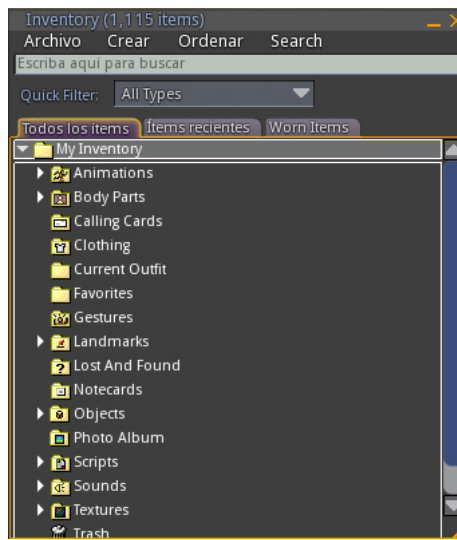 Inventory (1,115 items)
Archivo Crear Ordenar Search
Escriba aquí para buscar
Quick Filter: All Types
Todos los items Ítems recientes Worn Items
My Inventory
Animations
Body Parts
Calling Cards
Clothing
Current Outfit
Favorites
Gestures
Landmarks
Lost And Found
Notecards
Objects
Photo Album
Scripts
Sounds
Textures
Trash